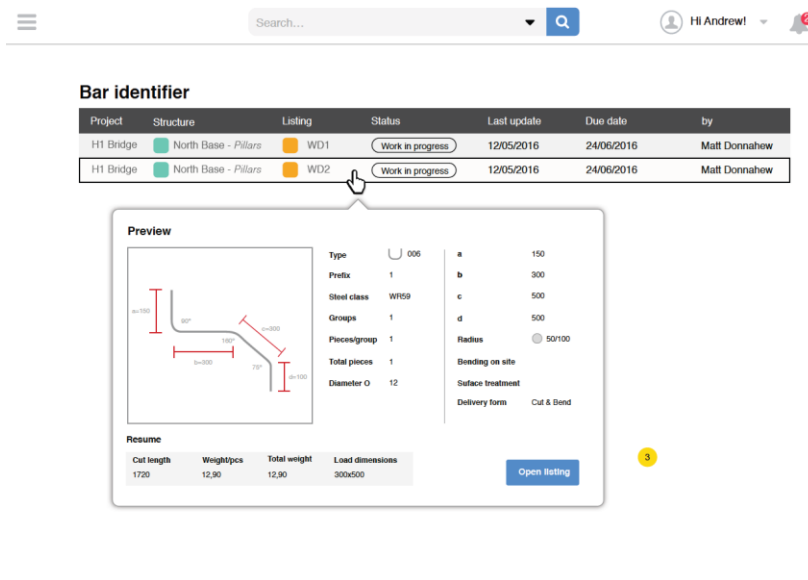 Search...
Hi Andrew!
2
Bar identifier
Project Structure Listing Status Last update Due date by
H1 Bridge North Base - Pillars WD1 Work in progress 12/05/2016 24/06/2016 Matt Donnahew
H1 Bridge North Base - Pillars WD2 Work in progress 12/05/2016 24/06/2016 Matt Donnahew
Preview
a=150
90°
160°
c=300
b=300
75°
d=100
Type 006
Prefix 1
Steel class WR59
Groups 1
Pieces/group 1
Total pieces 1
Diameter O 12
a 150
b 300
c 500
d 500
Radius 50/100
Bending on site
Suface treatment
Delivery form Cut & Bend
Resume
Cut length Weight/pcs Total weight Load dimensions
1720 12,90 12,90 300x500
Open listing
3